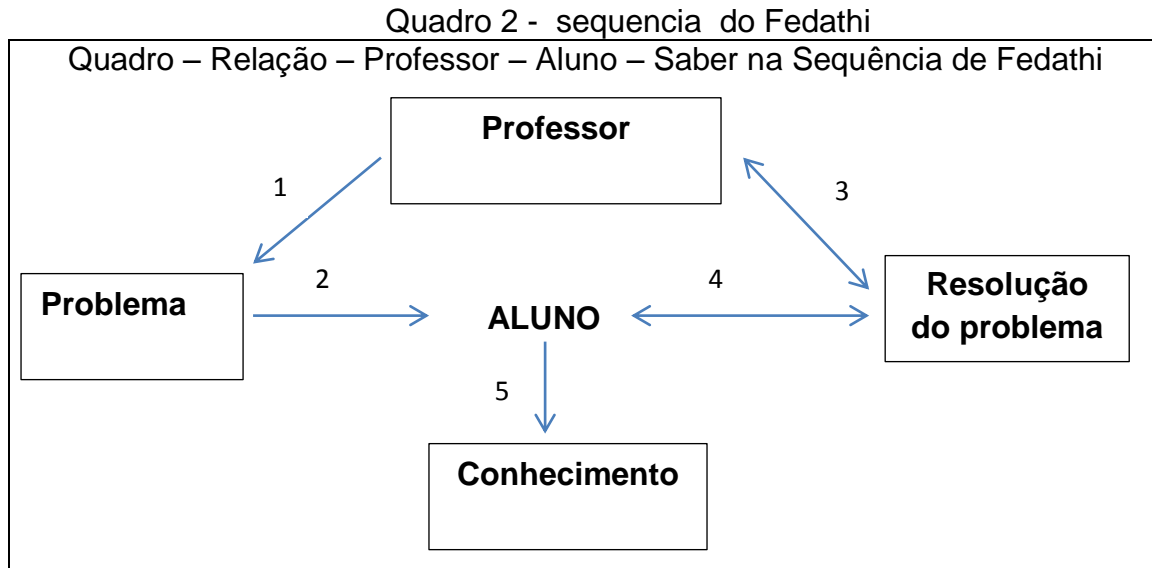 Quadro 2 - sequencia do Fedathi
Quadro – Relação – Professor – Aluno – Saber na Sequência de Fedathi
Professor
1
3
Problema
2
ALUNO
4
Resolução
do problema
5
Conhecimento